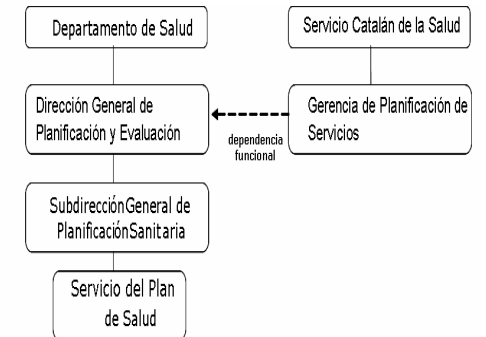 Departamento de Salud
Servicio Catalán de la Salud
Dirección General de
Planificación y Evaluación
dependencia
funcional
Gerencia de Planificación de
Servicios
SubdirecciónGeneral de
PlanificaciónSanitaria
Servicio del Plan
de Salud